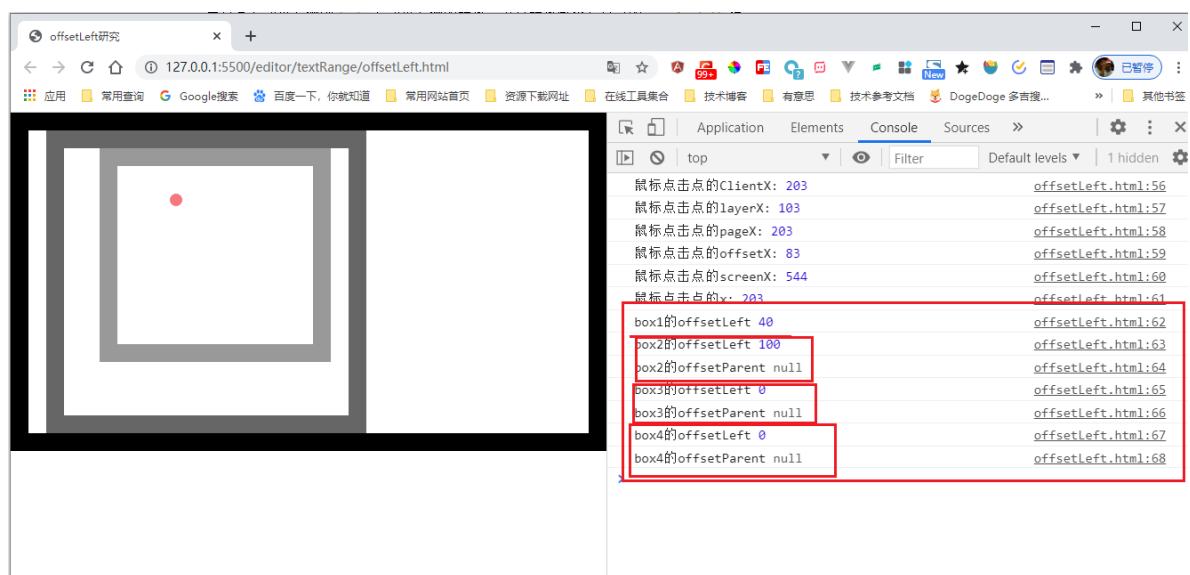 offsetLeft研究
127.0.0.1:5500/editor/textRange/offsetLeft.html
99+
New
已暂停
应用 常用查询 Google搜索 百度一下，你就知道 常用网站首页 资源下载网址 在线工具集合 技术博客 有意思 技术参考文档 DogeDoge 多吉搜... » 其他书签
Application Elements Console Sources »
top Filter Default levels ▼ 1 hidden
鼠标点击点的ClientX: 203 offsetLeft.html:56
鼠标点击点的layerX: 103 offsetLeft.html:57
鼠标点击点的pageX: 203 offsetLeft.html:58
鼠标点击点的offsetX: 83 offsetLeft.html:59
鼠标点击点的screenX: 544 offsetLeft.html:60
鼠标点击点的x: 203 offsetLeft.html:61
box1的offsetLeft 40 offsetLeft.html:62
box2的offsetLeft 100 offsetLeft.html:63
box2的offsetParent null offsetLeft.html:64
box3的offsetLeft 0 offsetLeft.html:65
box3的offsetParent null offsetLeft.html:66
box4的offsetLeft 0 offsetLeft.html:67
box4的offsetParent null offsetLeft.html:68